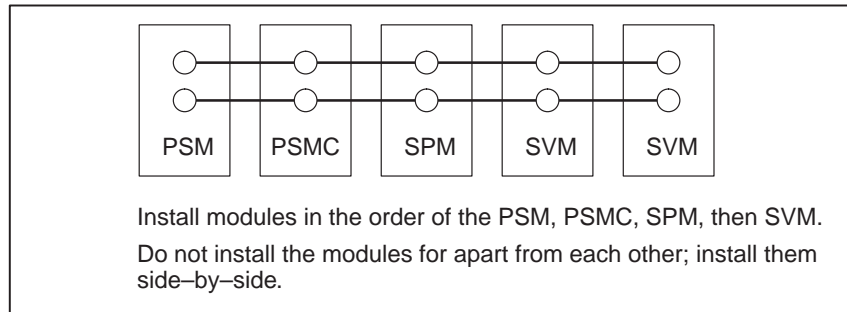 PSM PSMC SPM SVM SVM
Install modules in the order of the PSM, PSMC, SPM, then SVM.
Do not install the modules for apart from each other; install them
side–by–side.